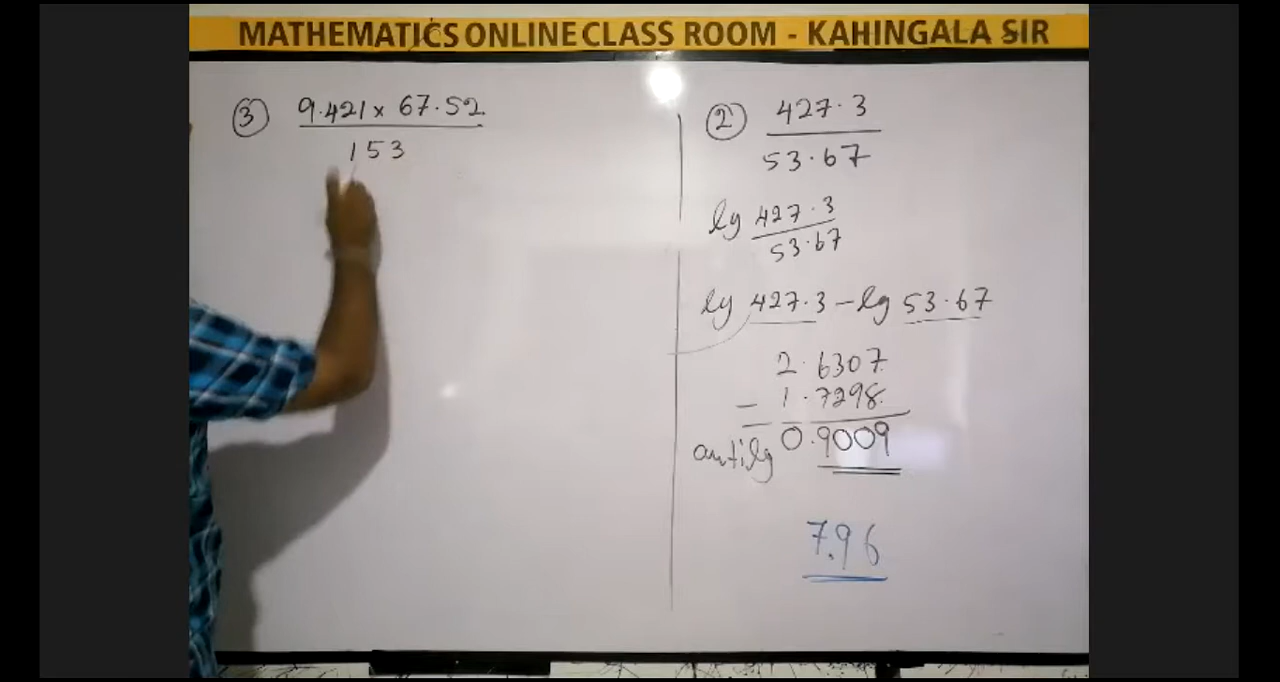 MATHEMATICS ONLINE CLASS ROOM - KAHINGALA SIR
③ 9.421 x 67.52
153
② 427.3
53.67
lg 427.3
53.67
lg 427.3 - lg 53.67
2.6307
- 1.7298
antilg 0.9009
7.96